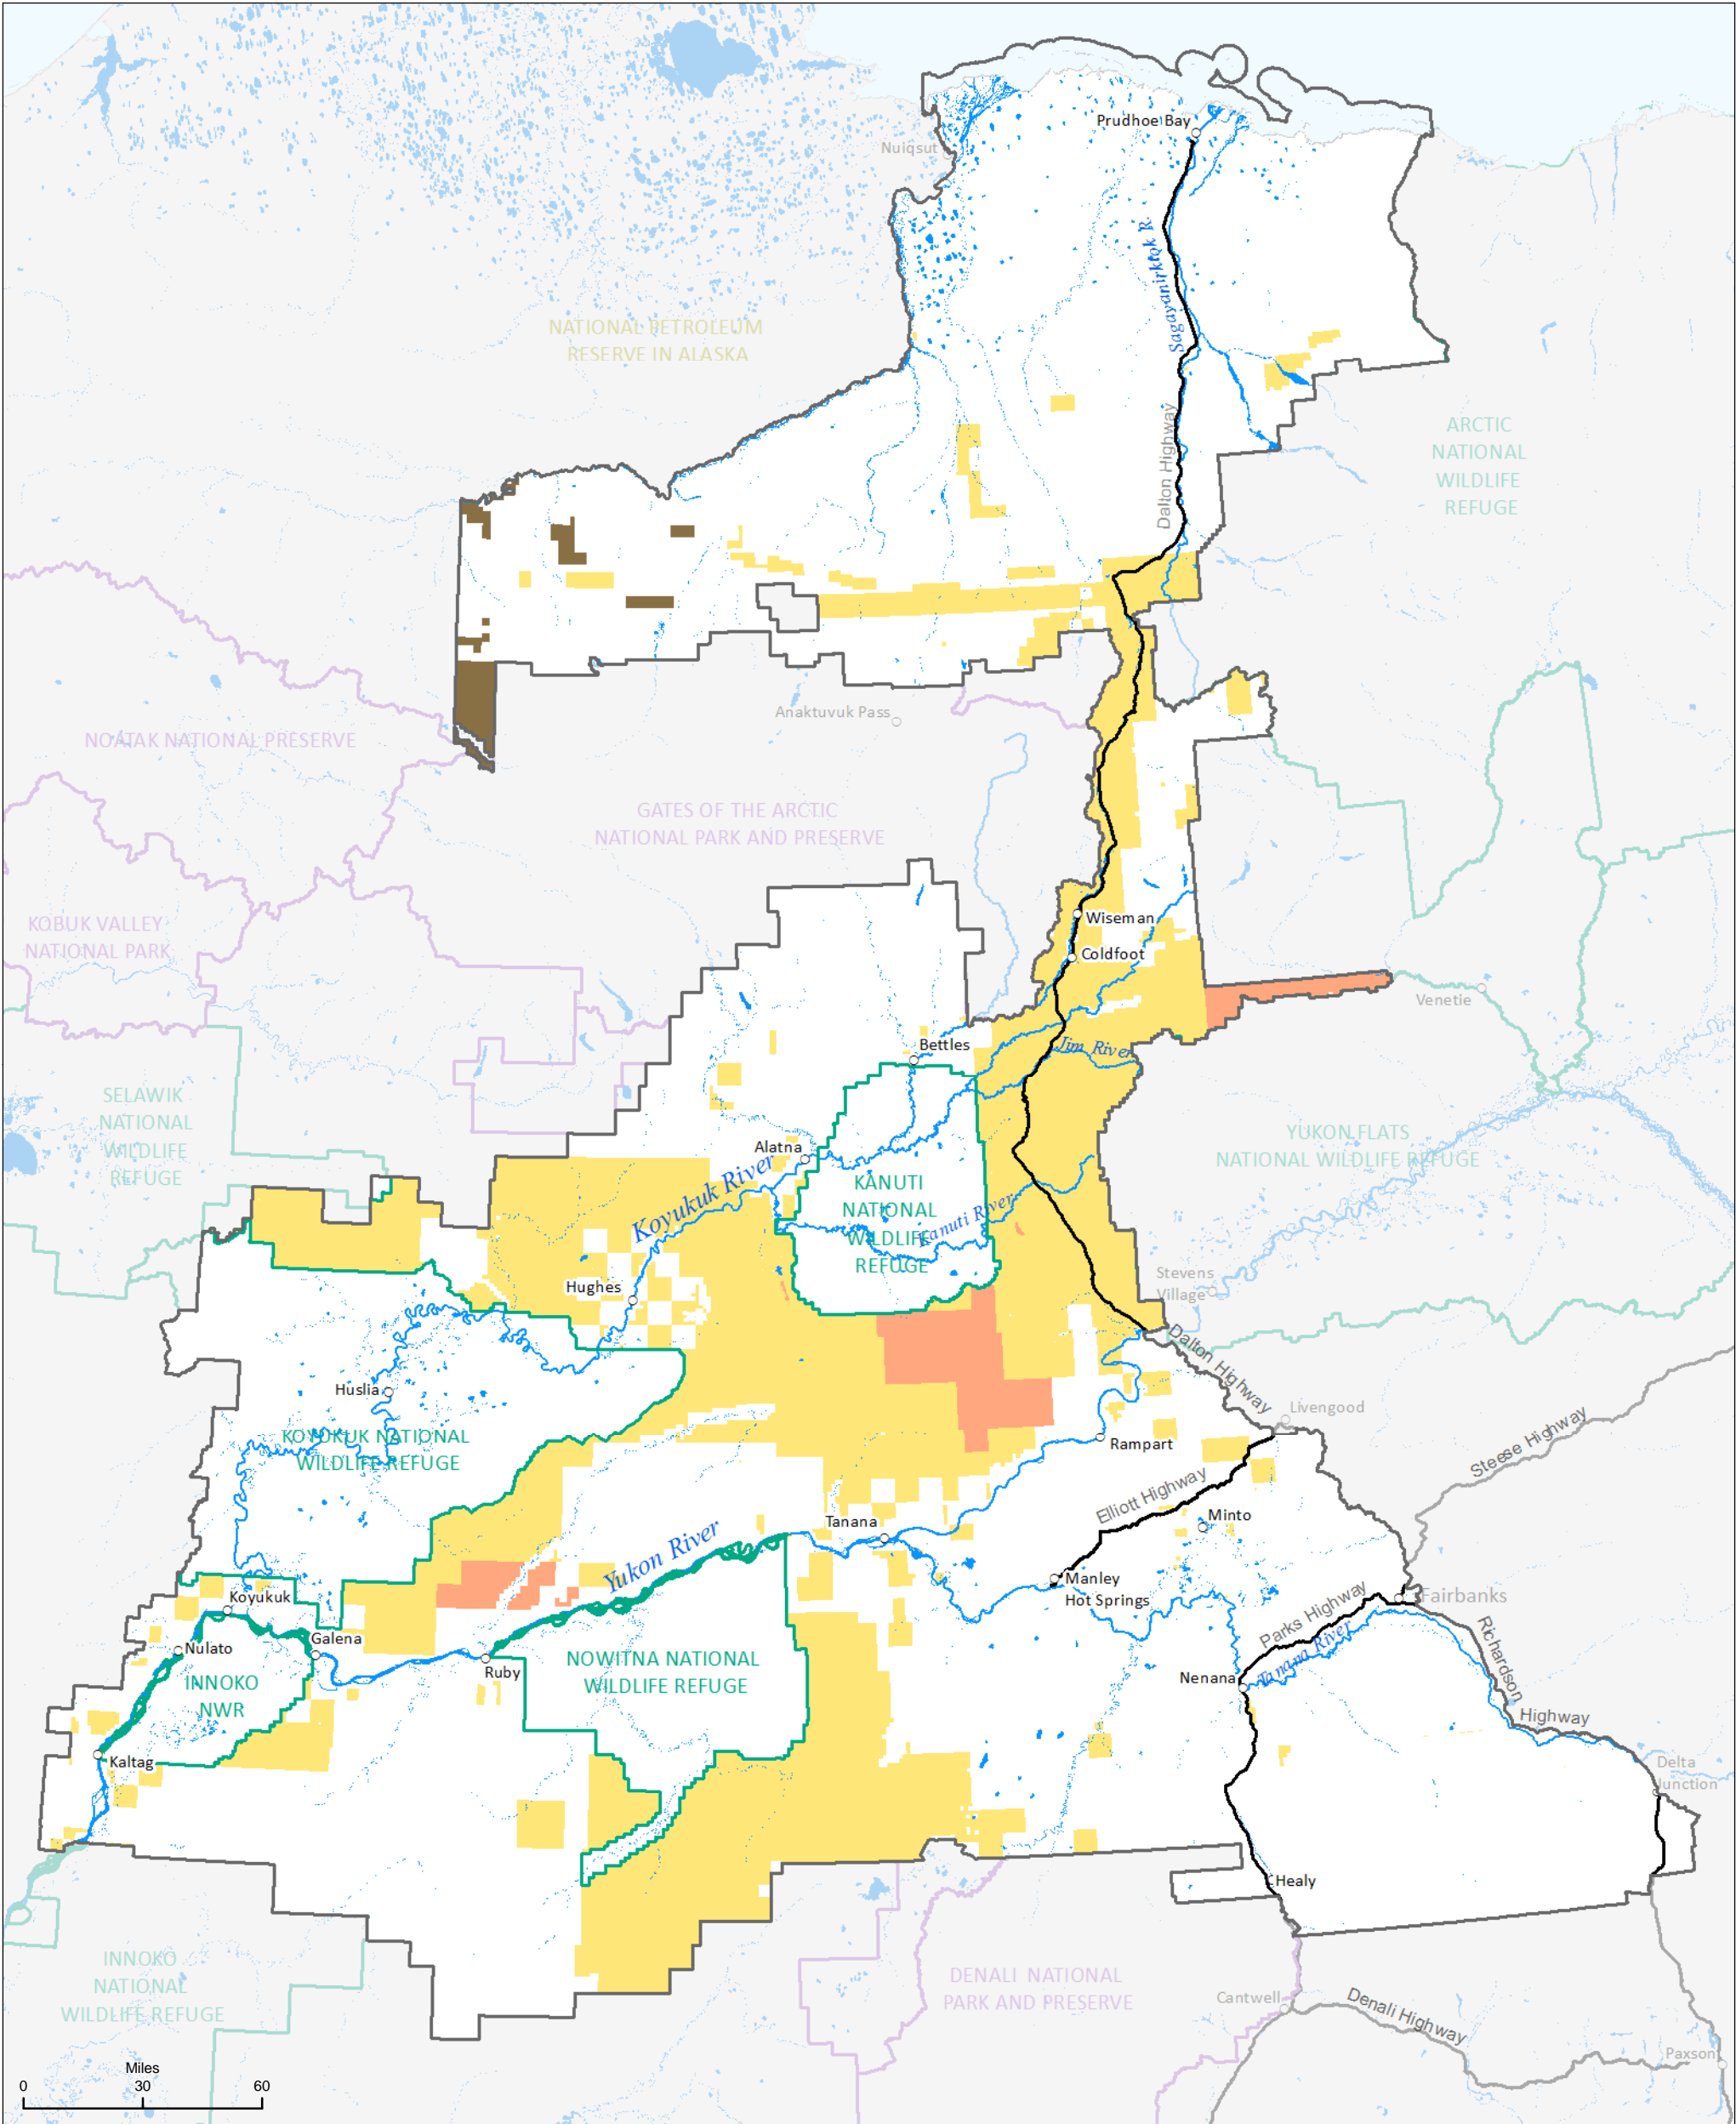 Prudhoe Bay
Nuiqsut
Sagavanirktok R.
NATIONAL PETROLEUM
RESERVE IN ALASKA
Dalton Highway
ARCTIC
NATIONAL
WILDLIFE
REFUGE
Anaktuvuk Pass
NOATAK NATIONAL PRESERVE
GATES OF THE ARCTIC
NATIONAL PARK AND PRESERVE
KOBUK VALLEY
NATIONAL PARK
Wiseman
Coldfoot
Venetie
Bettles
Jim River
SELAWIK
NATIONAL
WILDLIFE
REFUGE
YUKON FLATS
NATIONAL WILDLIFE REFUGE
Alatna
Koyukuk River
KANUTI
NATIONAL
WILDLIFE
REFUGE
Kanuti River
Stevens
Village
Hughes
Dalton Highway
Huslia
Livengood
KOYUKUK NATIONAL
WILDLIFE REFUGE
Rampart
Steese Highway
Elliott Highway
Minto
Tanana
Yukon River
Manley
Hot Springs
Koyukuk
Fairbanks
Parks Highway
Tanana River
Richardson
Highway
Nulato
Galena
Ruby
INNOKO
NWR
NOWITNA NATIONAL
WILDLIFE REFUGE
Nenana
Kaltag
Delta
Junction
Healy
INNOKO
NATIONAL
WILDLIFE REFUGE
DENALI NATIONAL
PARK AND PRESERVE
Cantwell
Denali Highway
Paxson
Miles
0 30 60